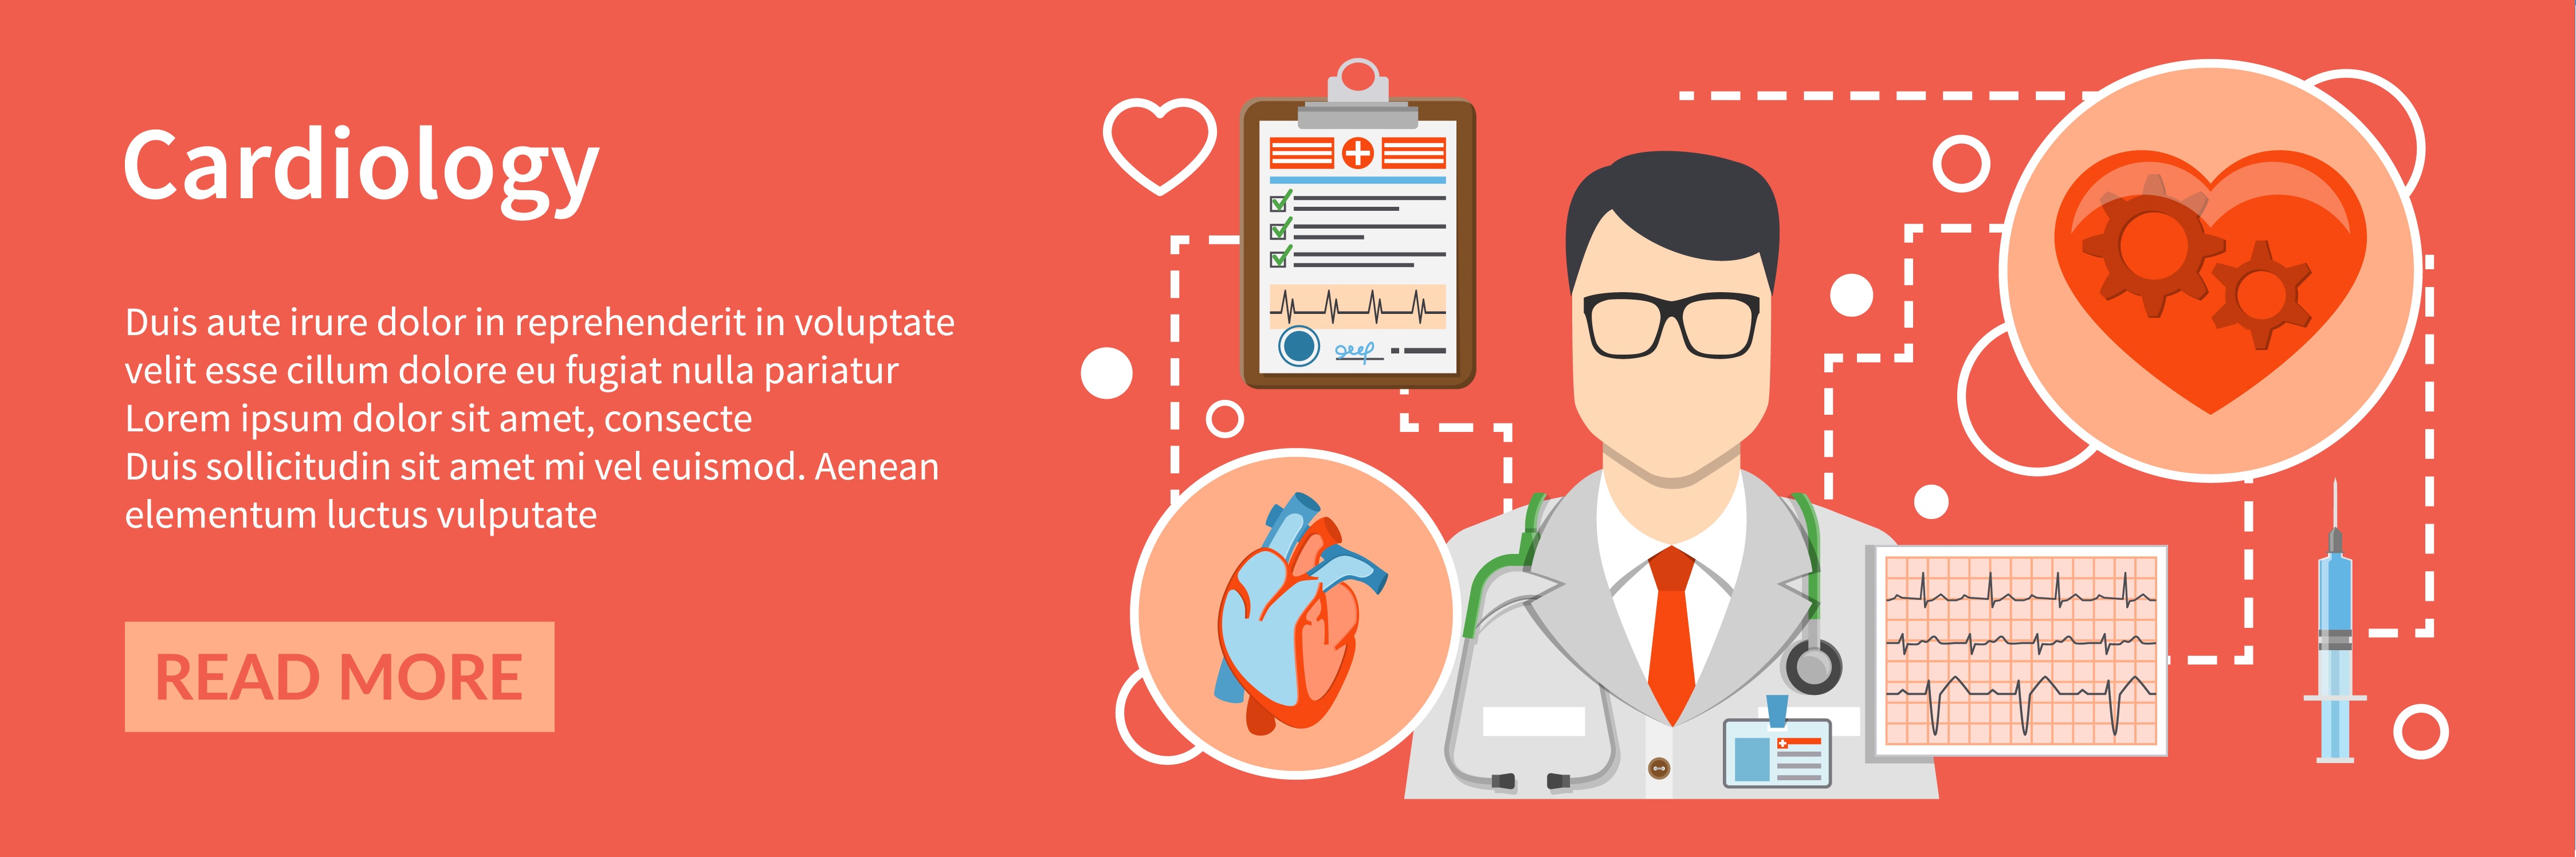 Cardiology
Duis aute irure dolor in reprehenderit in voluptate
velit esse cillum dolore eu fugiat nulla pariatur
Lorem ipsum dolor sit amet, consecte
Duis sollicitudin sit amet mi vel euismod. Aenean
elementum luctus vulputate
READ MORE